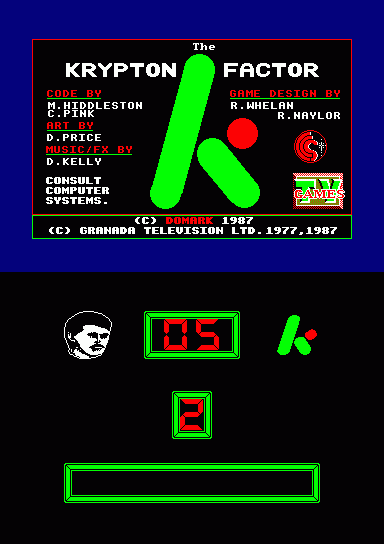 The
KRYPTON FACTOR
CODE BY
M.HIDDLESTON
C.PINK
ART BY
D.PRICE
MUSIC/FX BY
D.KELLY
GAME DESIGN BY
R.WHELAN
R.NAYLOR
CONSULT
COMPUTER
SYSTEMS.
TV
GAMES
(C) DOMARK 1987
(C) GRANADA TELEVISION LTD.1977,1987
05
2